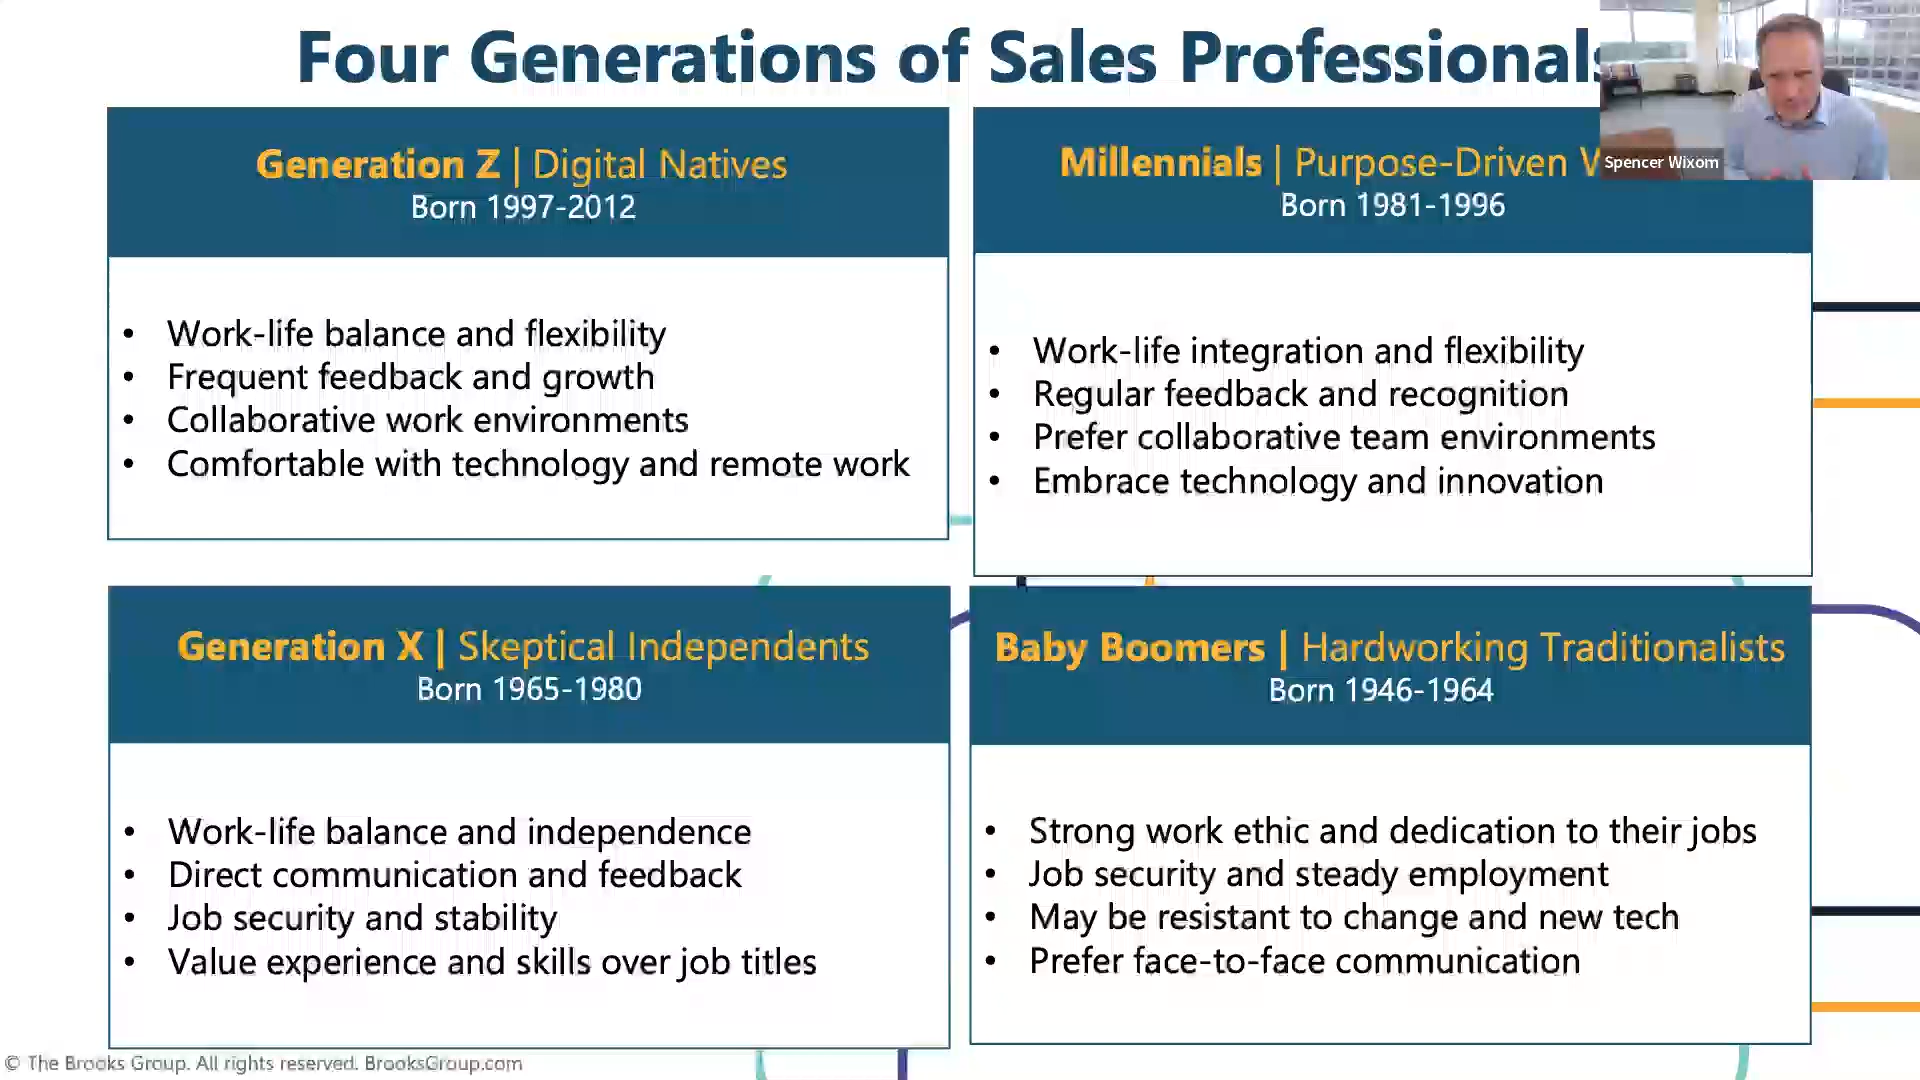 Four Generations of Sales Professionals
Generation Z | Digital Natives
Born 1997-2012
• Work-life balance and flexibility
• Frequent feedback and growth
• Collaborative work environments
• Comfortable with technology and remote work
Millennials | Purpose-Driven
Born 1981-1996
Spencer Wixom
• Work-life integration and flexibility
• Regular feedback and recognition
• Prefer collaborative team environments
• Embrace technology and innovation
Generation X | Skeptical Independents
Born 1965-1980
• Work-life balance and independence
• Direct communication and feedback
• Job security and stability
• Value experience and skills over job titles
Baby Boomers | Hardworking Traditionalists
Born 1946-1964
• Strong work ethic and dedication to their jobs
• Job security and steady employment
• May be resistant to change and new tech
• Prefer face-to-face communication
© The Brooks Group. All rights reserved. BrooksGroup.com